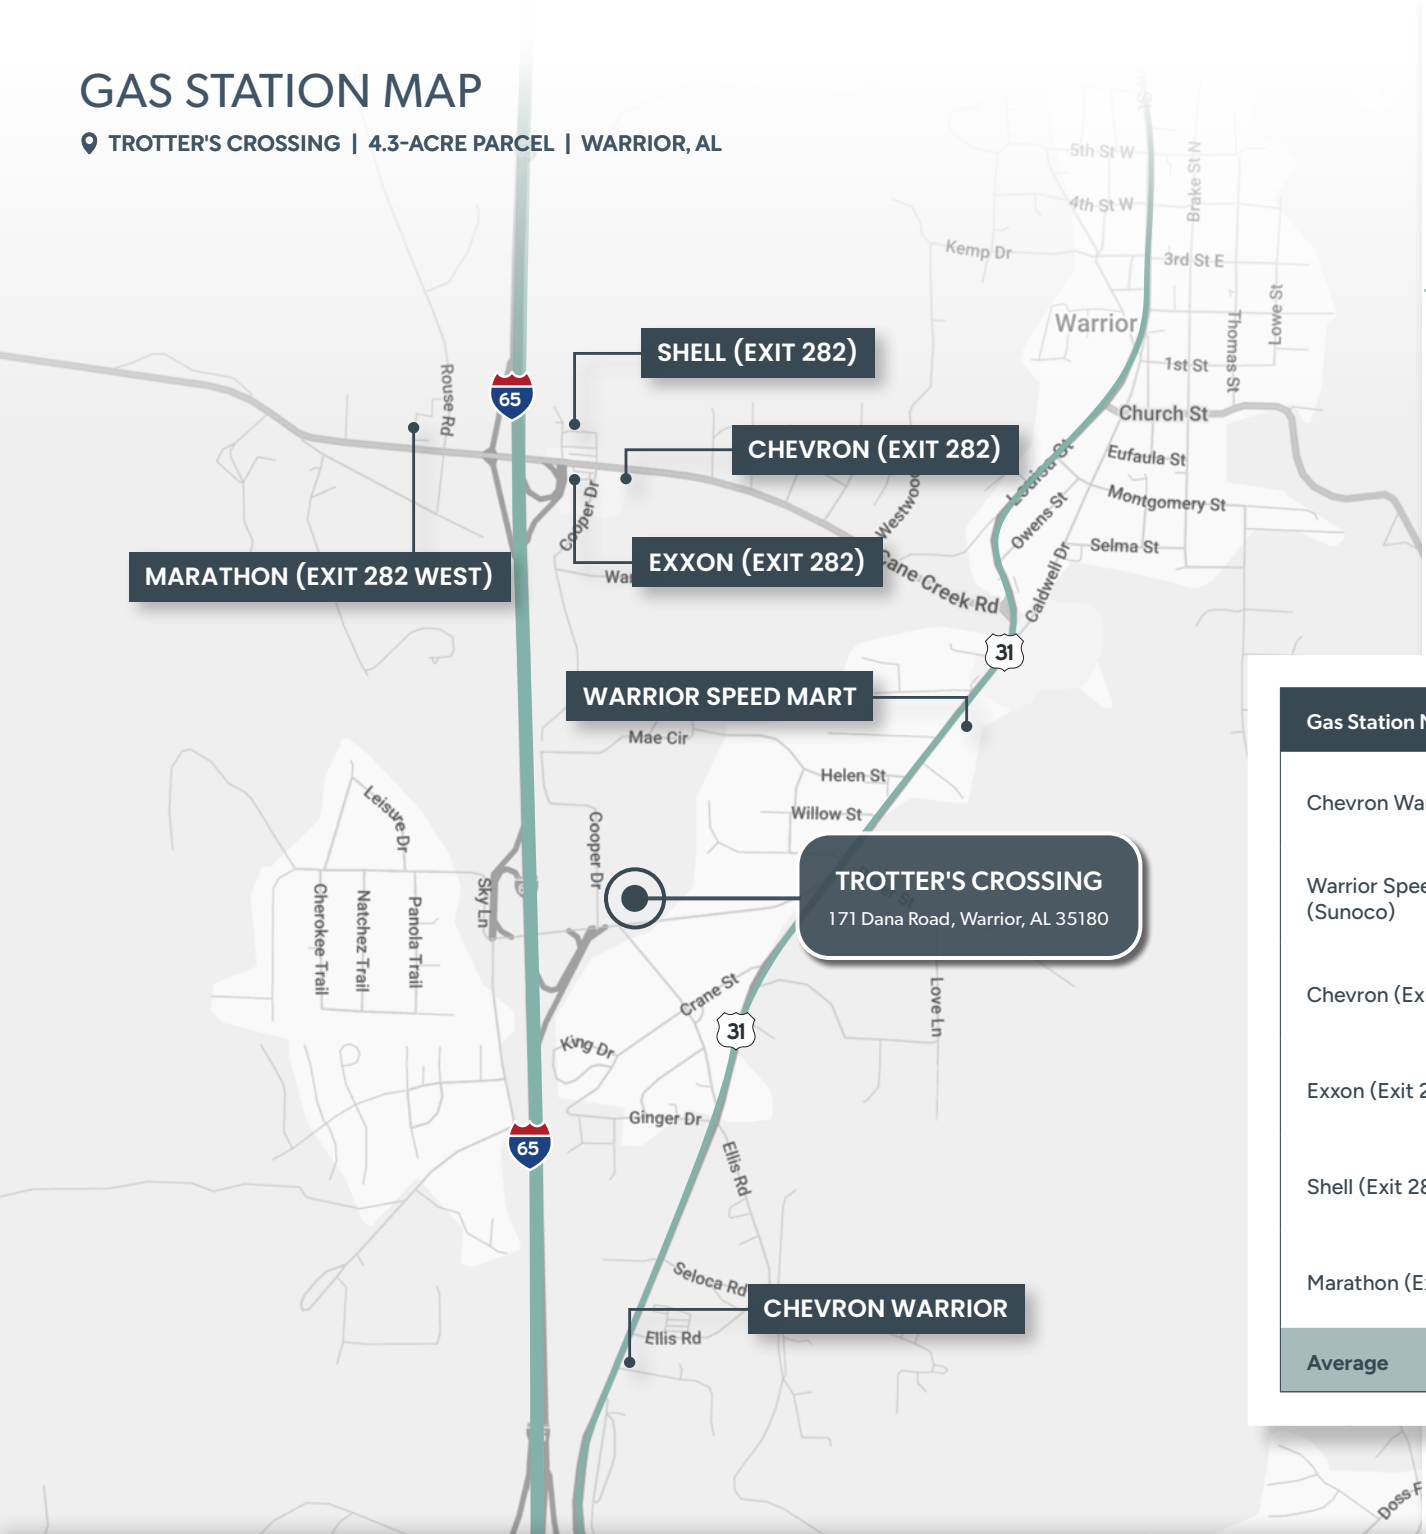 GAS STATION MAP
TROTTER'S CROSSING | 4.3-ACRE PARCEL | WARRIOR, AL
5th St W
Brake St N
4th St W
Kemp Dr
3rd St E
Lowe St
Warrior
Thomas St
SHELL (EXIT 282)
1st St
Rouse Rd
65
Church St
CHEVRON (EXIT 282)
Louisa St
Eufaula St
Montgomery St
Westwood
Owens St
Cooper Dr
Selma St
EXXON (EXIT 282)
MARATHON (EXIT 282 WEST)
War
Cane Creek Rd
Caldwell Dr
31
WARRIOR SPEED MART
Mae Cir
Gas Station N
Helen St
Chevron Wa
Willow St
Leisure Dr
Cooper Dr
TROTTER'S CROSSING
171 Dana Road, Warrior, AL 35180
Warrior Spee
(Sunoco)
Sky Ln
Cherokee Trail
Natchez Trail
Panola Trail
Crane St
Love Ln
Chevron (Ex
31
King Dr
Exxon (Exit 2
Ginger Dr
65
Ellis Rd
Shell (Exit 28
Seloca Rd
Marathon (E
CHEVRON WARRIOR
Ellis Rd
Average
Doss F